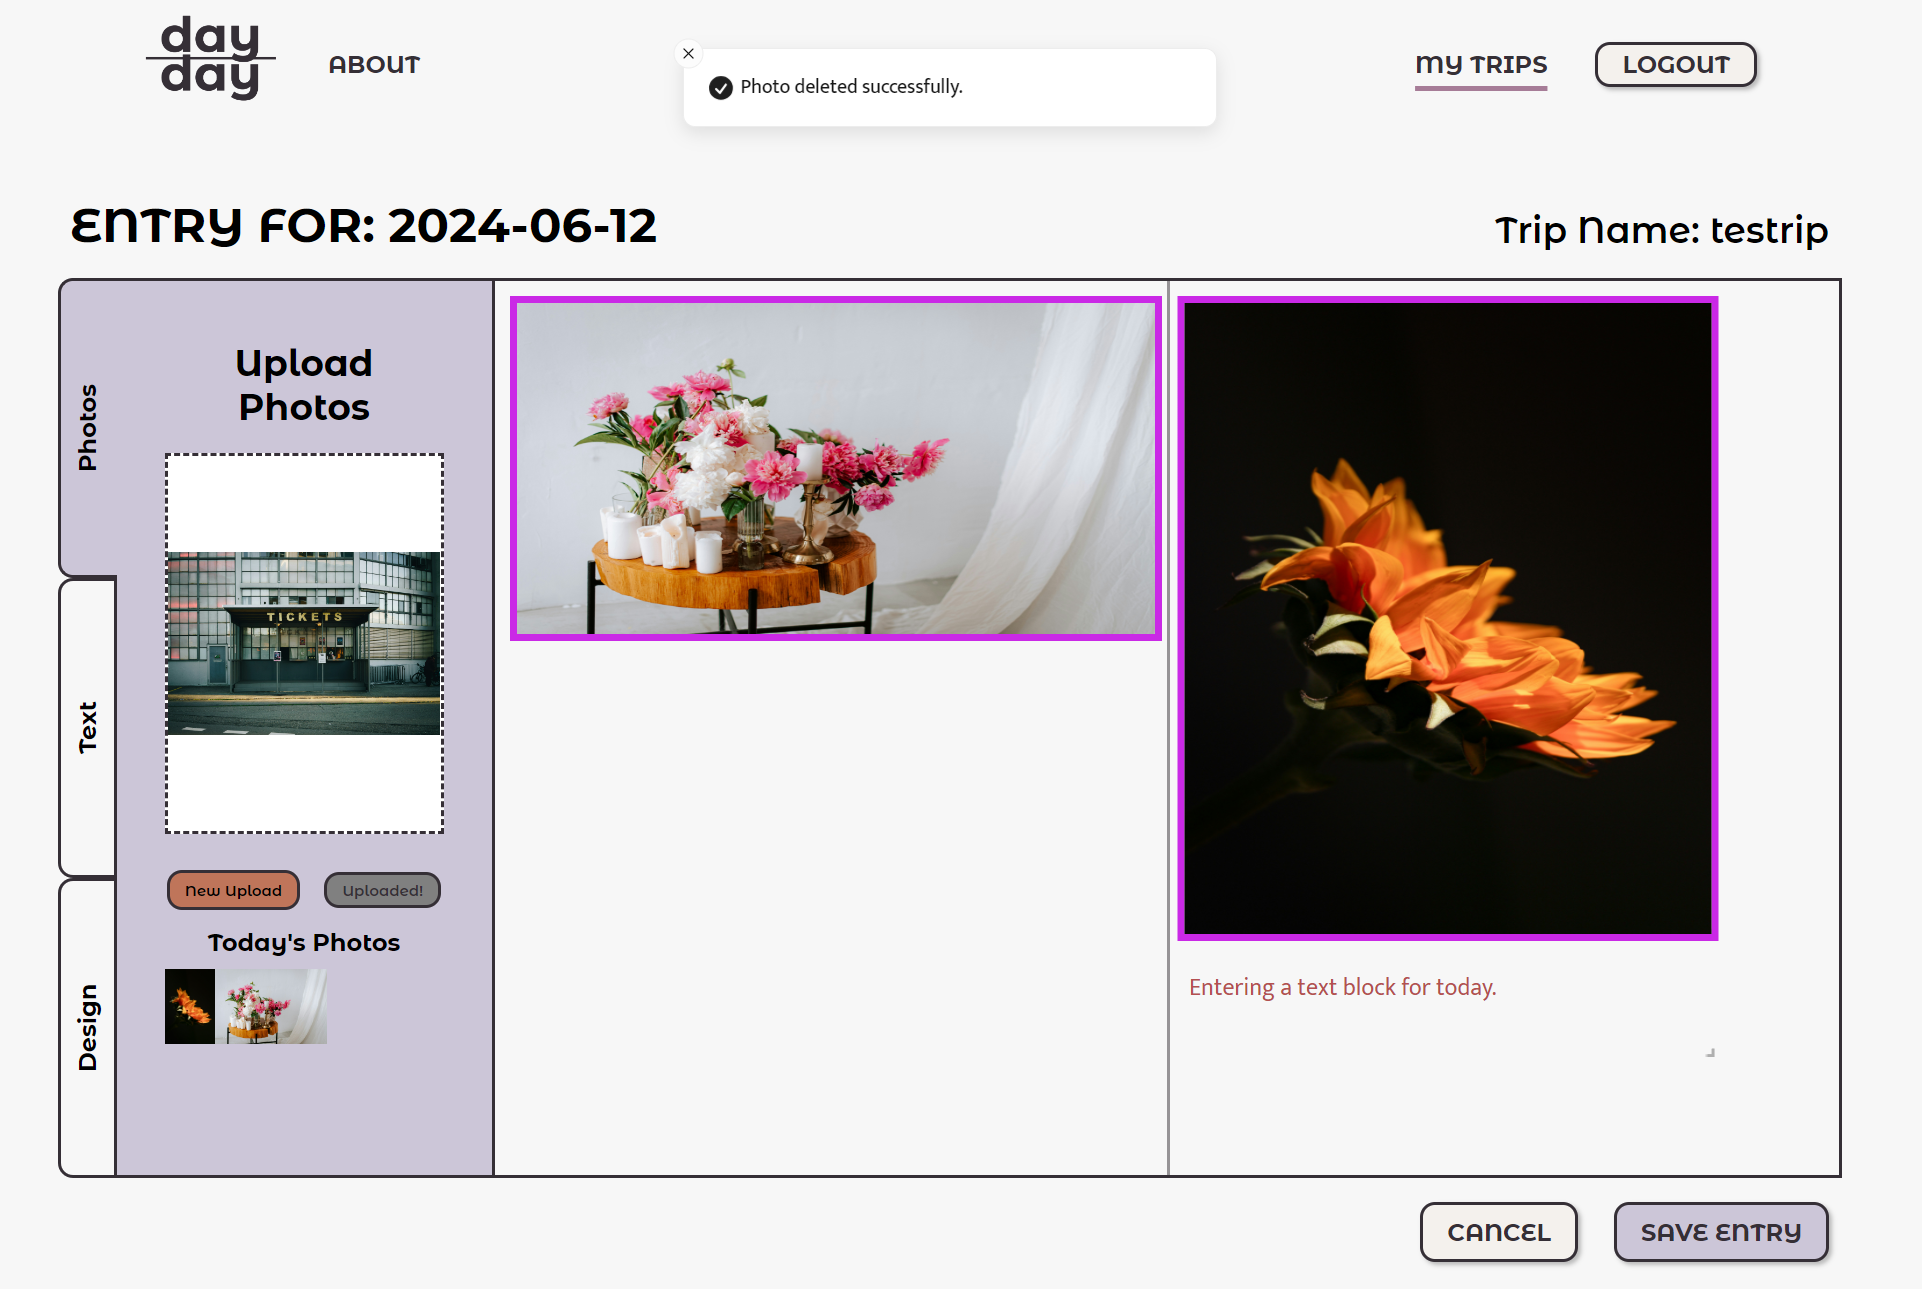 day
day
ABOUT
Photo deleted successfully.
MY TRIPS
LOGOUT
ENTRY FOR: 2024-06-12
Trip Name: testrip
Photos
Text
Design
Upload
Photos
TICKETS
New Upload
Uploaded!
Today's Photos
Entering a text block for today.
CANCEL
SAVE ENTRY